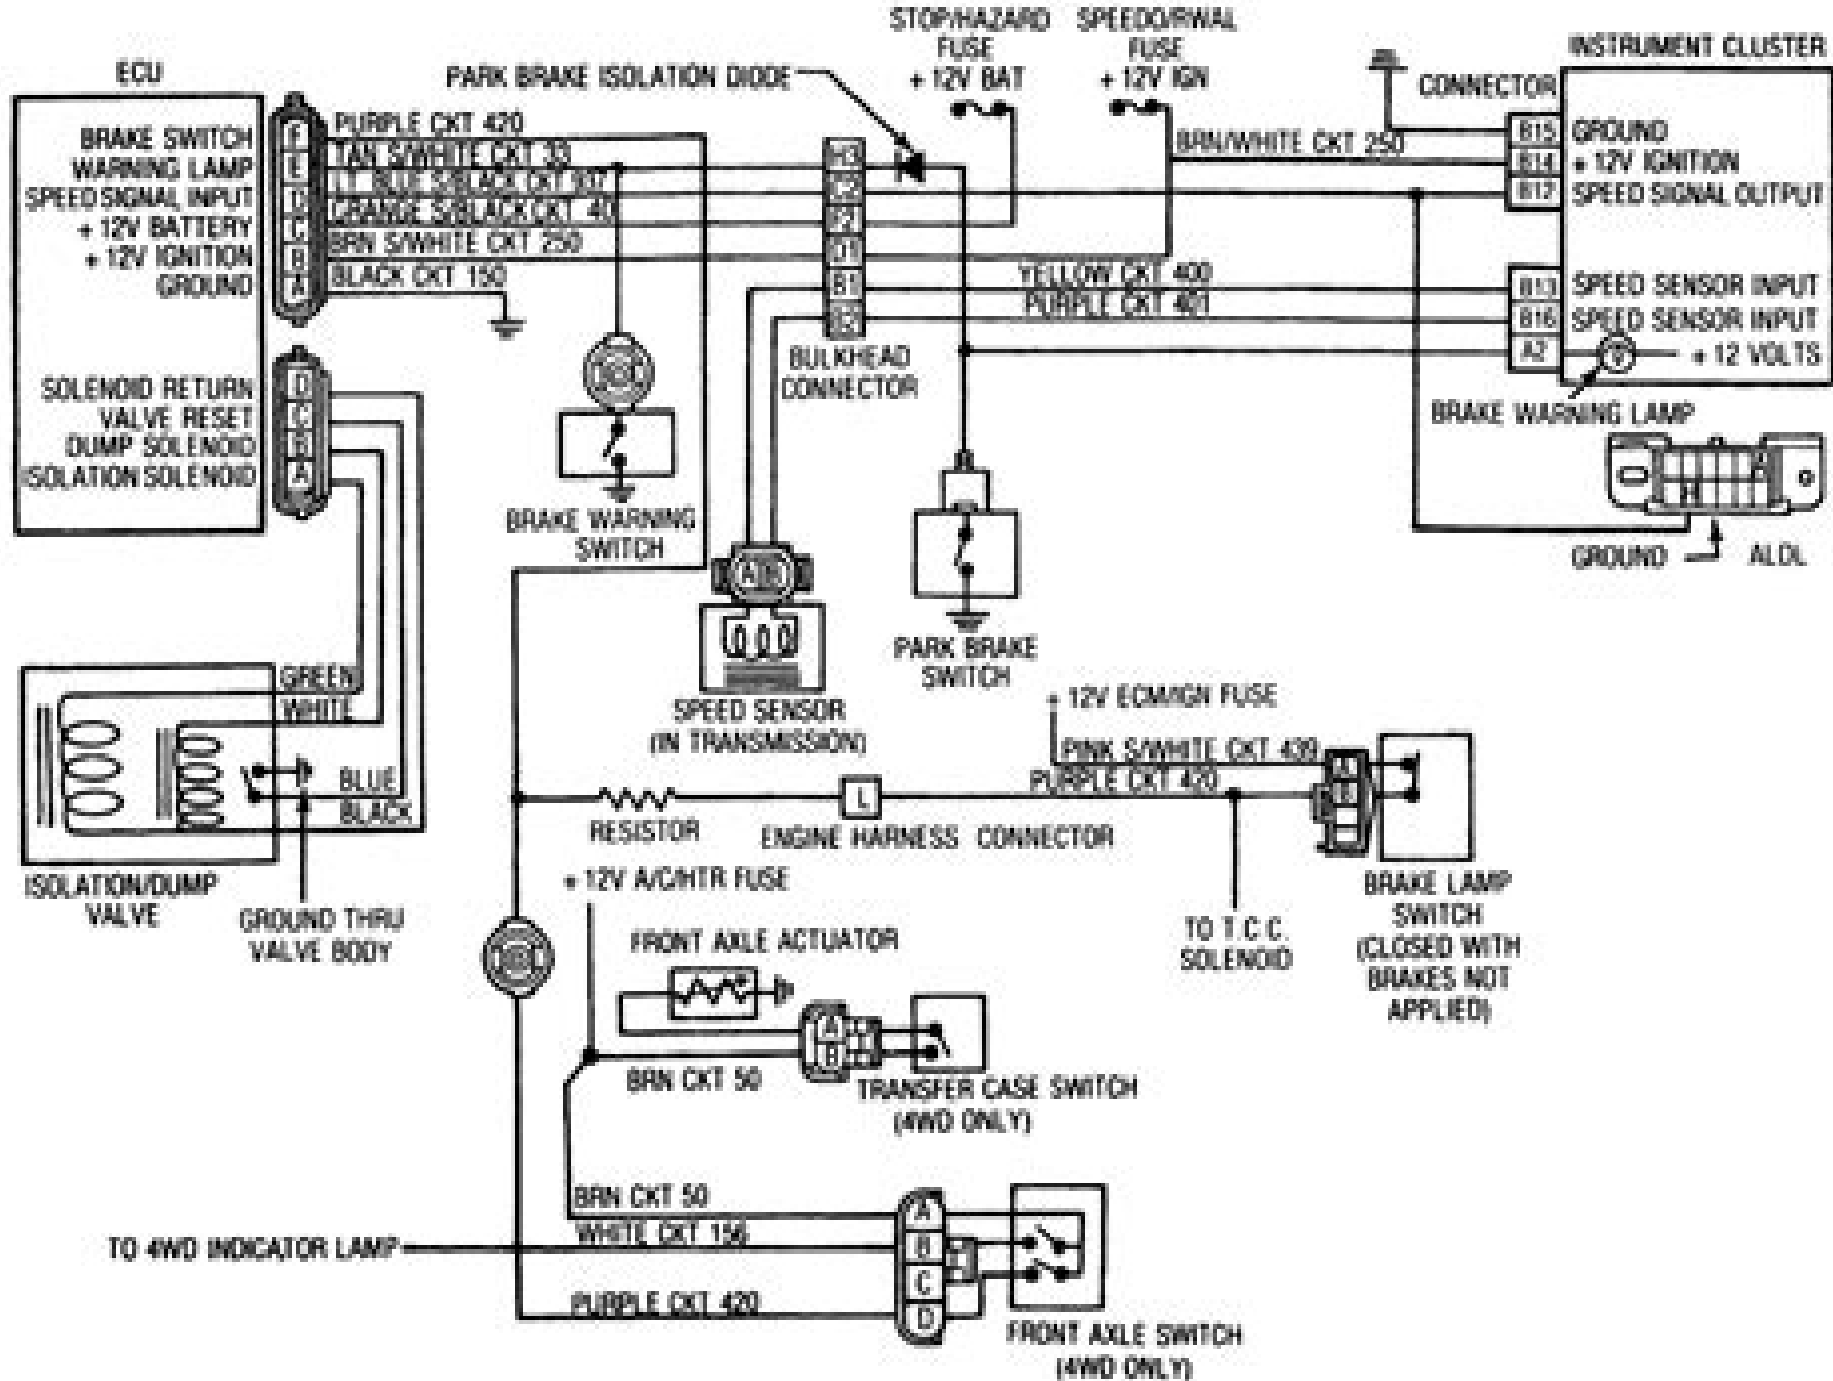 ECU
BRAKE SWITCH
WARNING LAMP
SPEED SIGNAL INPUT
+ 12V BATTERY
+ 12V IGNITION
GROUND
F
E
D
C
B
A
PURPLE CKT 420
TAN S/WHITE CKT 33
LT. BLUE S/BLACK CKT
ORANGE S/BLACK CKT 40
BRN S/WHITE CKT 250
BLACK CKT 150
SOLENOID RETURN
VALVE RESET
DUMP SOLENOID
ISOLATION SOLENOID
D
C
B
A
PARK BRAKE ISOLATION DIODE
STOP/HAZARD
FUSE
+ 12V BAT
SPEEDO/RWAL
FUSE
+ 12V IGN
BRN/WHITE CKT 250
H3
C2
D1
B1
B2
BULKHEAD
CONNECTOR
YELLOW CKT 400
PURPLE CKT 401
INSTRUMENT CLUSTER
CONNECTOR
B15
GROUND
B14
+ 12V IGNITION
B12
SPEED SIGNAL OUTPUT
B13
SPEED SENSOR INPUT
B16
SPEED SENSOR INPUT
A2
+ 12 VOLTS
BRAKE WARNING LAMP
A
H
GROUND
ALDL
BRAKE WARNING
SWITCH
A B
SPEED SENSOR
(IN TRANSMISSION)
PARK BRAKE
SWITCH
GREEN
WHITE
BLUE
BLACK
ISOLATION/DUMP
VALVE
GROUND THRU
VALVE BODY
+ 12V ECM/IGN FUSE
PINK S/WHITE CKT 439
PURPLE CKT 420
A
B
RESISTOR
L
ENGINE HARNESS CONNECTOR
TO T.C.C.
SOLENOID
BRAKE LAMP
SWITCH
(CLOSED WITH
BRAKES NOT
APPLIED)
+ 12V A/C/HTR FUSE
FRONT AXLE ACTUATOR
A
B
BRN CKT 50
TRANSFER CASE SWITCH
(4WD ONLY)
BRN CKT 50
WHITE CKT 156
TO 4WD INDICATOR LAMP
PURPLE CKT 420
A
B
C
D
FRONT AXLE SWITCH
(4WD ONLY)